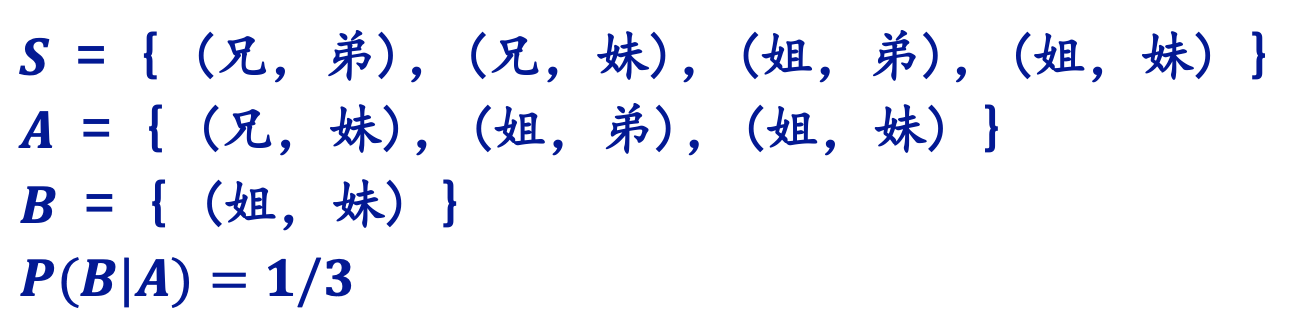 S = { (兄, 弟), (兄, 妹), (姐, 弟), (姐, 妹) }
A = { (兄, 妹), (姐, 弟), (姐, 妹) }
B = { (姐, 妹) }
P(B|A) = 1/3